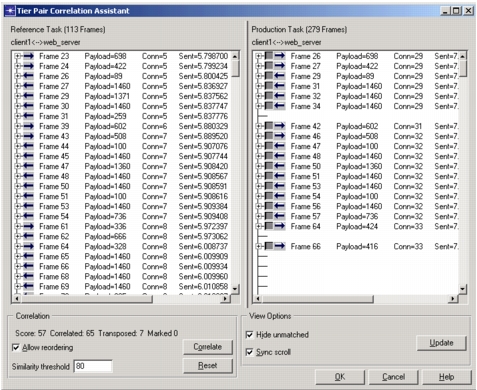 Tier Pair Correlation Assistant
Reference Task (113 Frames)
client1<-->web_server
Frame 23 Payload=698 Conn=5 Sent=5.798700
Frame 24 Payload=422 Conn=5 Sent=5.799234
Frame 26 Payload=89 Conn=5 Sent=5.800425
Frame 27 Payload=1460 Conn=5 Sent=5.836927
Frame 29 Payload=1371 Conn=5 Sent=5.837562
Frame 30 Payload=1460 Conn=5 Sent=5.837747
Frame 31 Payload=259 Conn=5 Sent=5.837776
Frame 39 Payload=602 Conn=6 Sent=5.880329
Frame 43 Payload=508 Conn=7 Sent=5.889520
Frame 44 Payload=100 Conn=7 Sent=5.907076
Frame 45 Payload=1460 Conn=7 Sent=5.907744
Frame 47 Payload=1360 Conn=7 Sent=5.908420
Frame 48 Payload=1460 Conn=7 Sent=5.908567
Frame 50 Payload=1460 Conn=7 Sent=5.908591
Frame 51 Payload=100 Conn=7 Sent=5.908616
Frame 53 Payload=1460 Conn=7 Sent=5.909384
Frame 54 Payload=736 Conn=7 Sent=5.909408
Frame 61 Payload=336 Conn=8 Sent=5.972397
Frame 62 Payload=666 Conn=8 Sent=5.973062
Frame 64 Payload=328 Conn=8 Sent=6.008737
Frame 65 Payload=1460 Conn=8 Sent=6.009909
Frame 66 Payload=1460 Conn=8 Sent=6.009934
Frame 68 Payload=1460 Conn=8 Sent=6.009960
Frame 69 Payload=1460 Conn=8 Sent=6.010858
Production Task (279 Frames)
client1<-->web_server
Frame 26 Payload=698 Conn=29 Sent=7.
Frame 27 Payload=422 Conn=29 Sent=7.
Frame 29 Payload=89 Conn=29 Sent=7.
Frame 31 Payload=1460 Conn=29 Sent=7.
Frame 32 Payload=1460 Conn=29 Sent=7.
Frame 34 Payload=1460 Conn=29 Sent=7.
Frame 42 Payload=602 Conn=31 Sent=7.
Frame 46 Payload=508 Conn=32 Sent=7.
Frame 47 Payload=100 Conn=32 Sent=7.
Frame 48 Payload=1460 Conn=32 Sent=7.
Frame 50 Payload=1360 Conn=32 Sent=7.
Frame 51 Payload=1460 Conn=32 Sent=7.
Frame 53 Payload=1460 Conn=32 Sent=7.
Frame 54 Payload=100 Conn=32 Sent=7.
Frame 56 Payload=1460 Conn=32 Sent=7.
Frame 57 Payload=736 Conn=32 Sent=7.
Frame 64 Payload=424 Conn=33 Sent=7.
Frame 66 Payload=416 Conn=33 Sent=7.
Correlation
Score: 57 Correlated: 65 Transposed: 7 Marked 0
Allow reordering
Correlate
Similarity threshold 80
Reset
View Options
Hide unmatched
Sync scroll
Update
OK
Cancel
Help